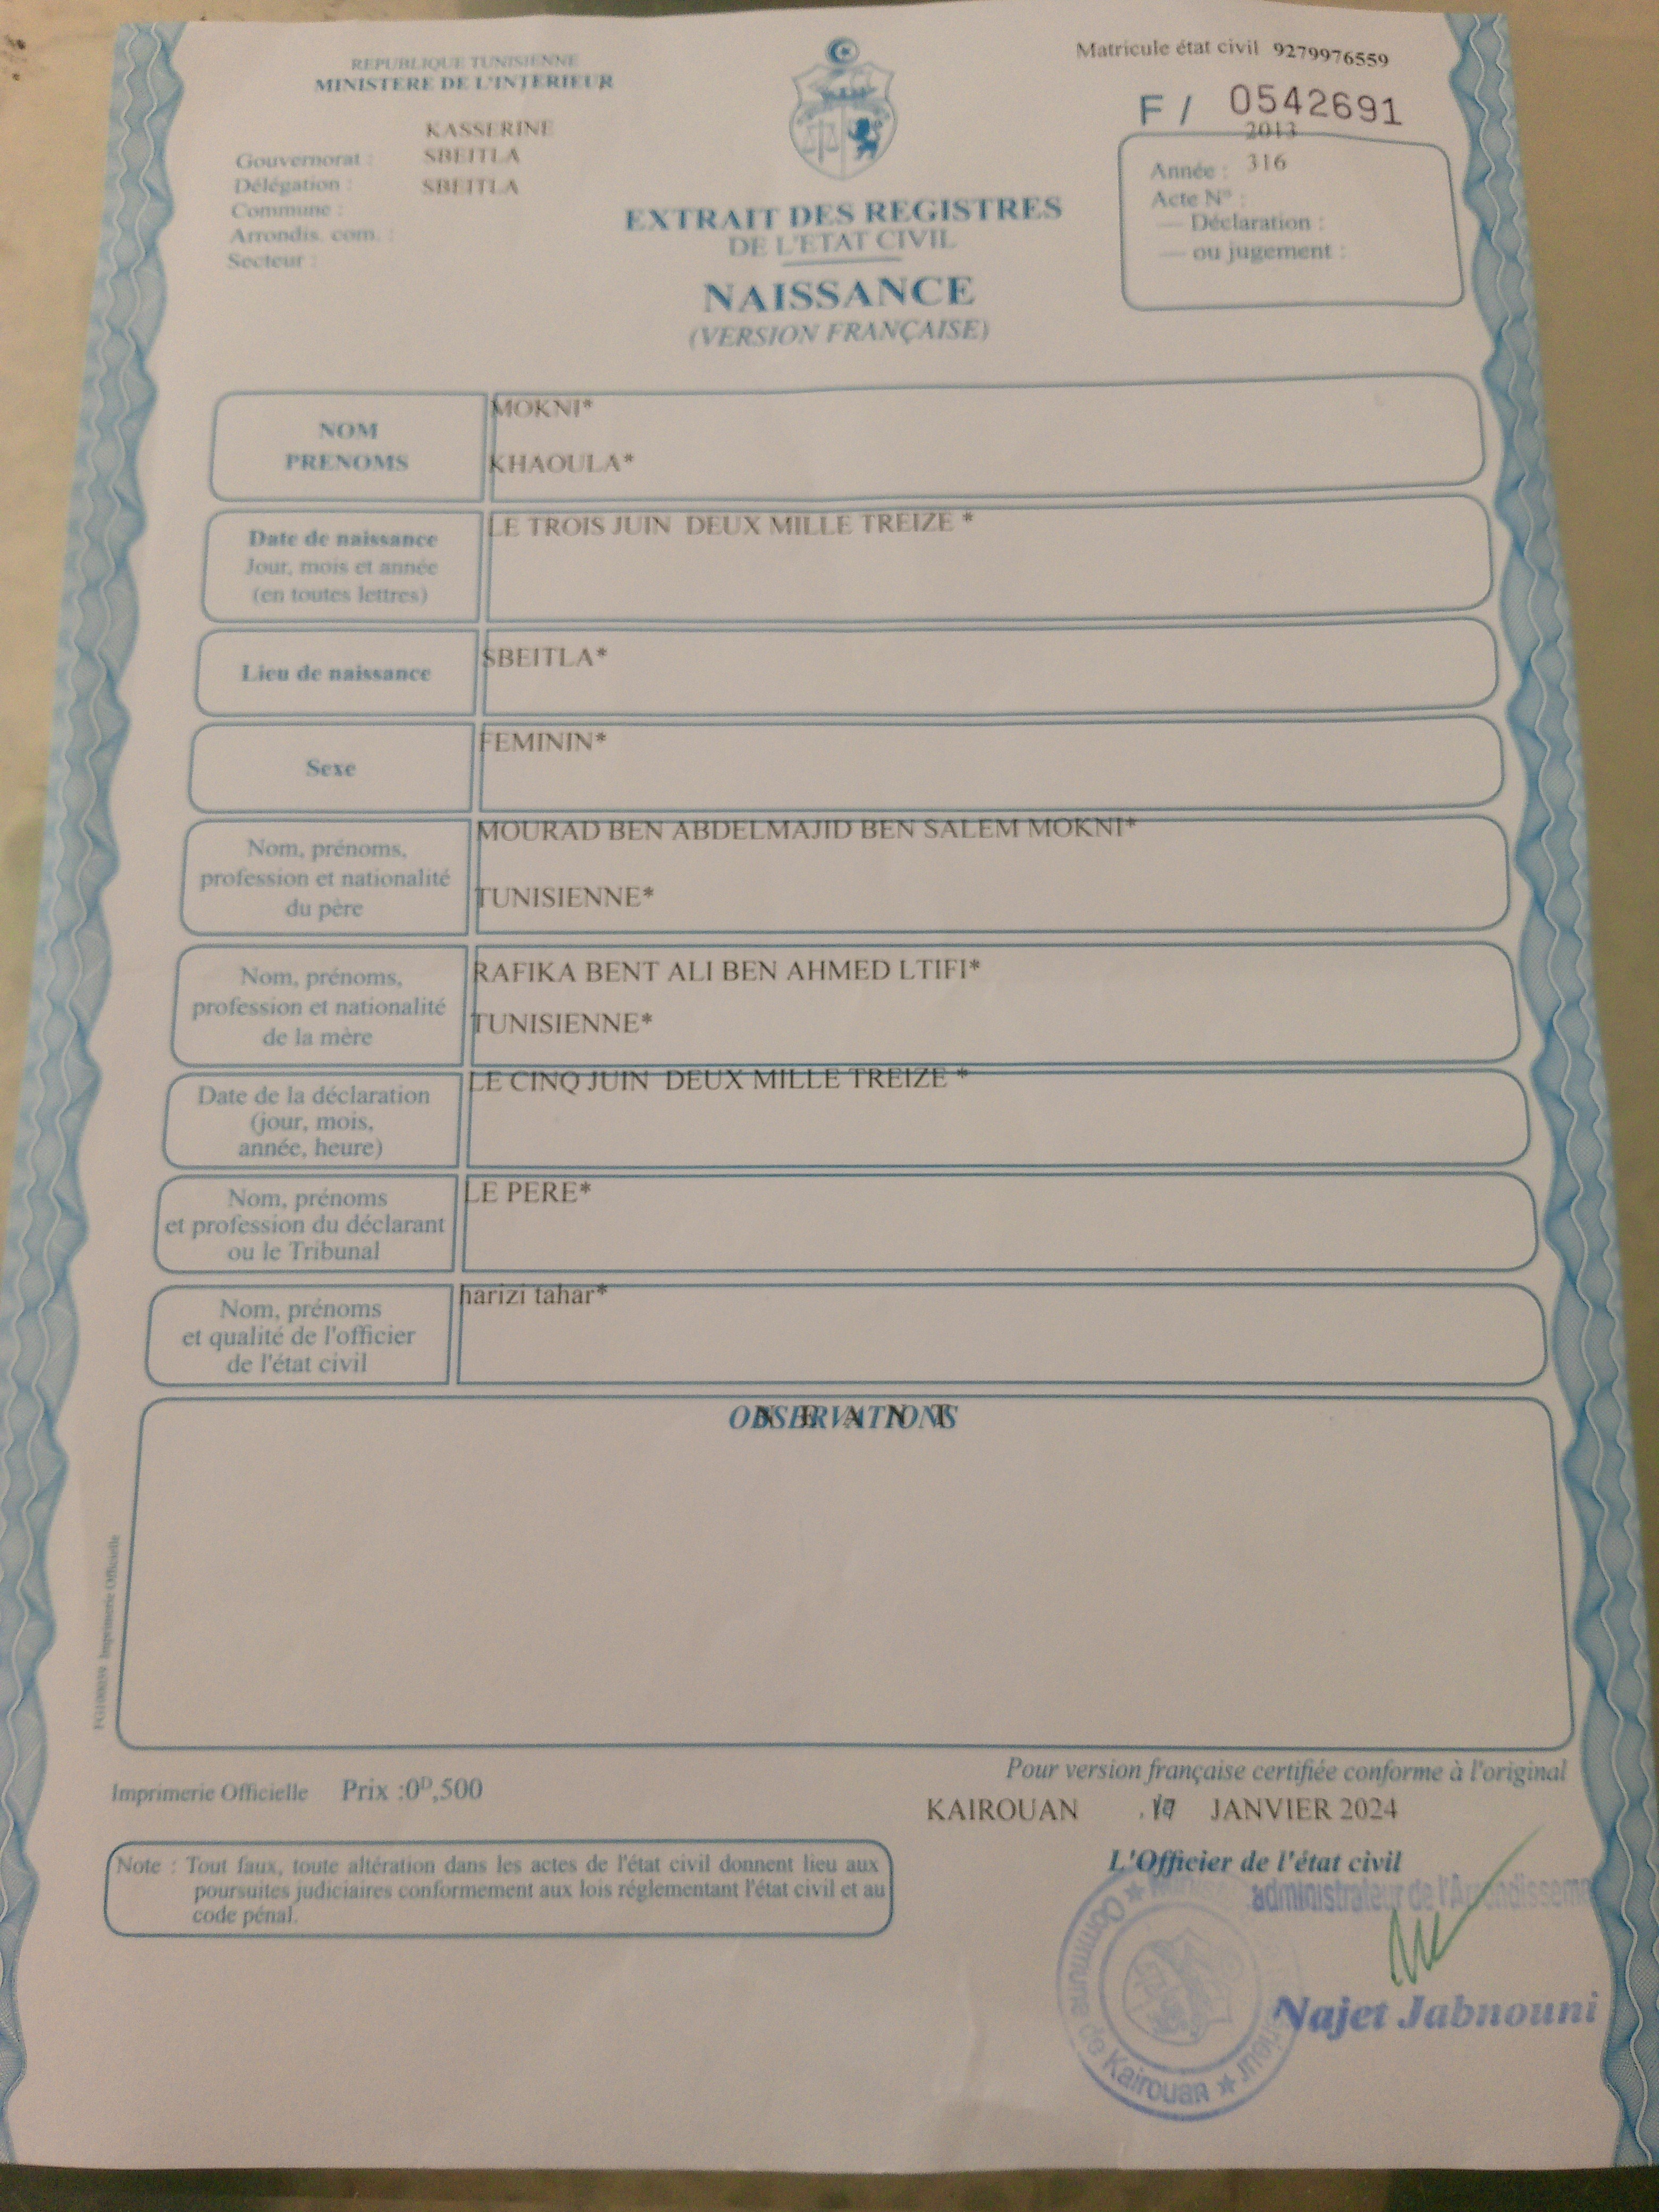 REPUBLIQUE TUNISIENNE
MINISTERE DE L'INTERIEUR
Matricule état civil 9279976559
F / 0542691
KASSERINE
Gouvernorat : SBEITLA
Délégation : SBEITLA
Commune :
Arrondis. com. :
Secteur :
2013
Année : 316
Acte N° :
— Déclaration :
— ou jugement :
EXTRAIT DES REGISTRES
DE L'ETAT CIVIL
NAISSANCE
(VERSION FRANÇAISE)
NOM
PRENOMS
MOKNI*
KHAOULA*
Date de naissance
Jour, mois et année
(en toutes lettres)
LE TROIS JUIN DEUX MILLE TREIZE *
Lieu de naissance
SBEITLA*
Sexe
FEMININ*
Nom, prénoms,
profession et nationalité
du père
MOURAD BEN ABDELMAJID BEN SALEM MOKNI*
TUNISIENNE*
Nom, prénoms,
profession et nationalité
de la mère
RAFIKA BENT ALI BEN AHMED LTIFI*
TUNISIENNE*
Date de la déclaration
(jour, mois,
année, heure)
LE CINQ JUIN DEUX MILLE TREIZE *
Nom, prénoms
et profession du déclarant
ou le Tribunal
LE PERE*
Nom, prénoms
et qualité de l'officier
de l'état civil
harizi tahar*
OBSERVATIONS
N E A N T
FG100039 Imprimerie Officielle
Imprimerie Officielle Prix :0ᴰ,500
Pour version française certifiée conforme à l'original
KAIROUAN JANVIER 2024
Note : Tout faux, toute altération dans les actes de l'état civil donnent lieu aux
poursuites judiciaires conformement aux lois réglementant l'état civil et au
code pénal.
L'Officier de l'état civil
administrateur de l'Arrondisseme
Najet Jabnouni
Commune de Kairouan